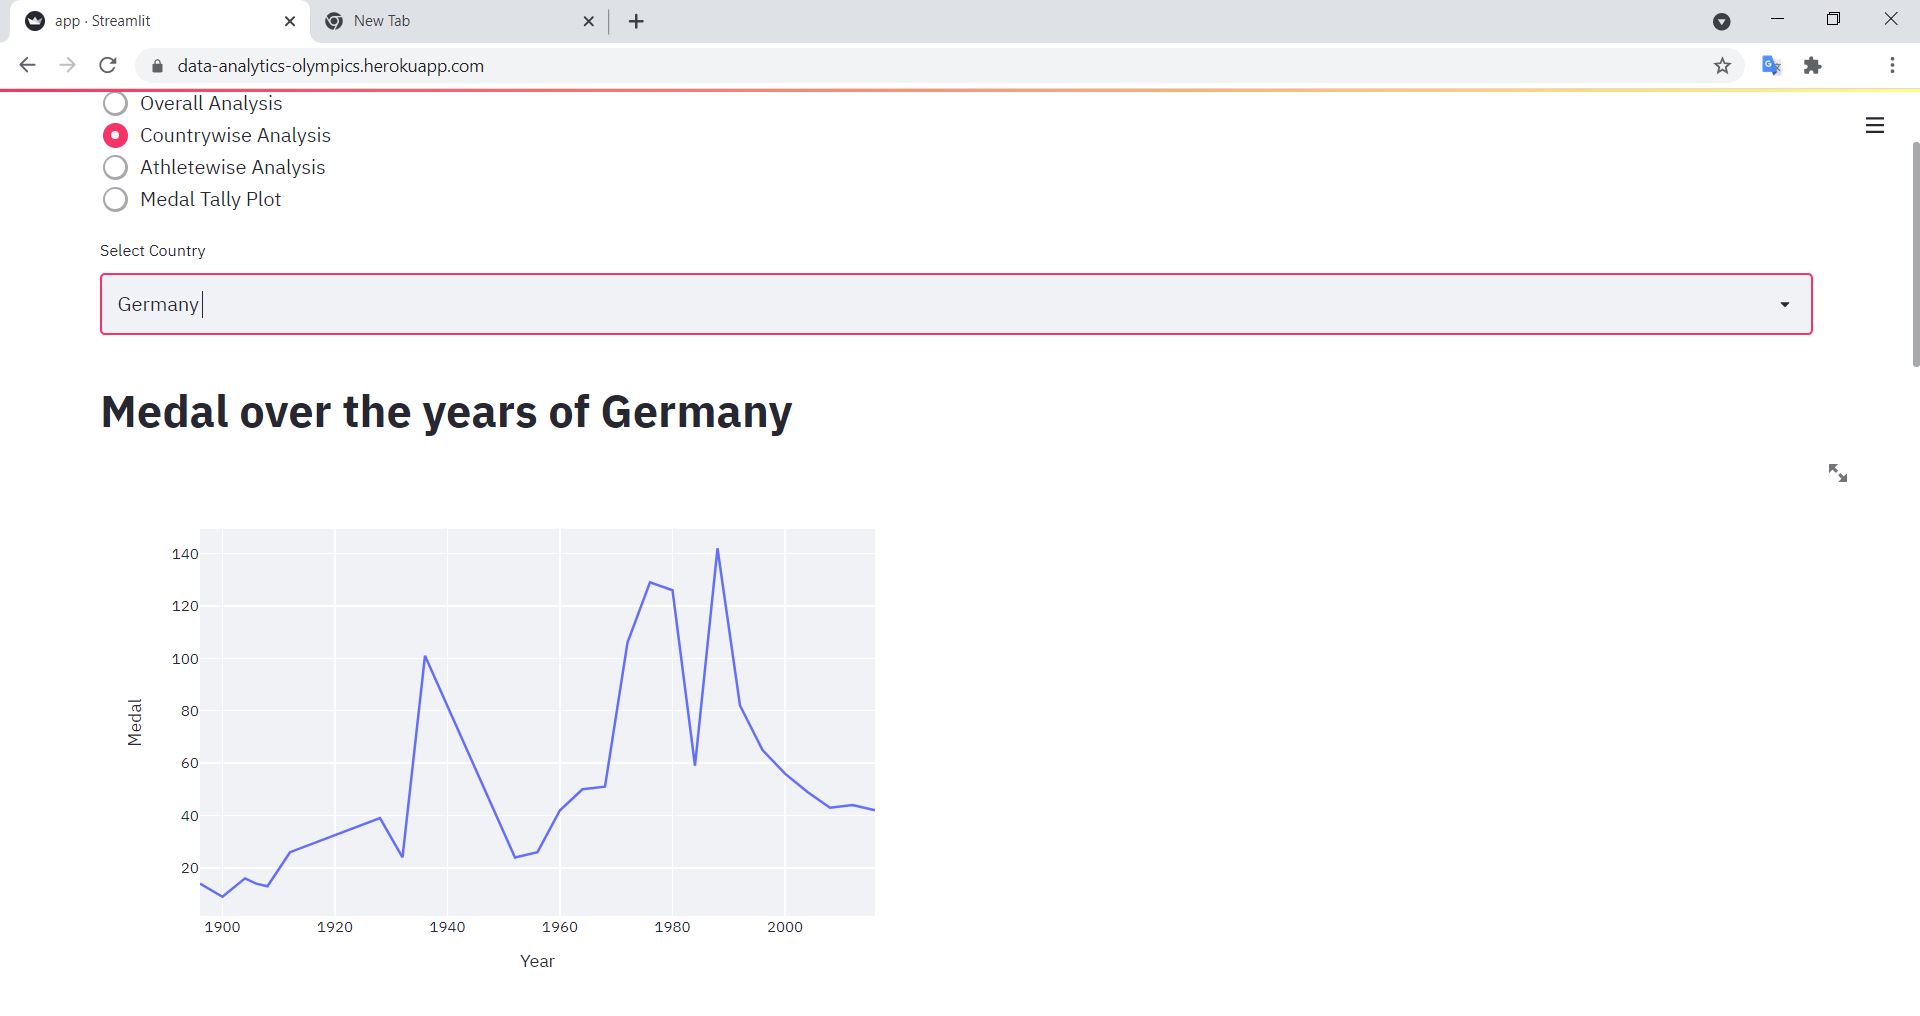 app · Streamlit
New Tab
data-analytics-olympics.herokuapp.com
Overall Analysis
Countrywise Analysis
Athletewise Analysis
Medal Tally Plot
Select Country
Germany
Medal over the years of Germany
140
120
100
80
60
40
20
Medal
1900 1920 1940 1960 1980 2000
Year